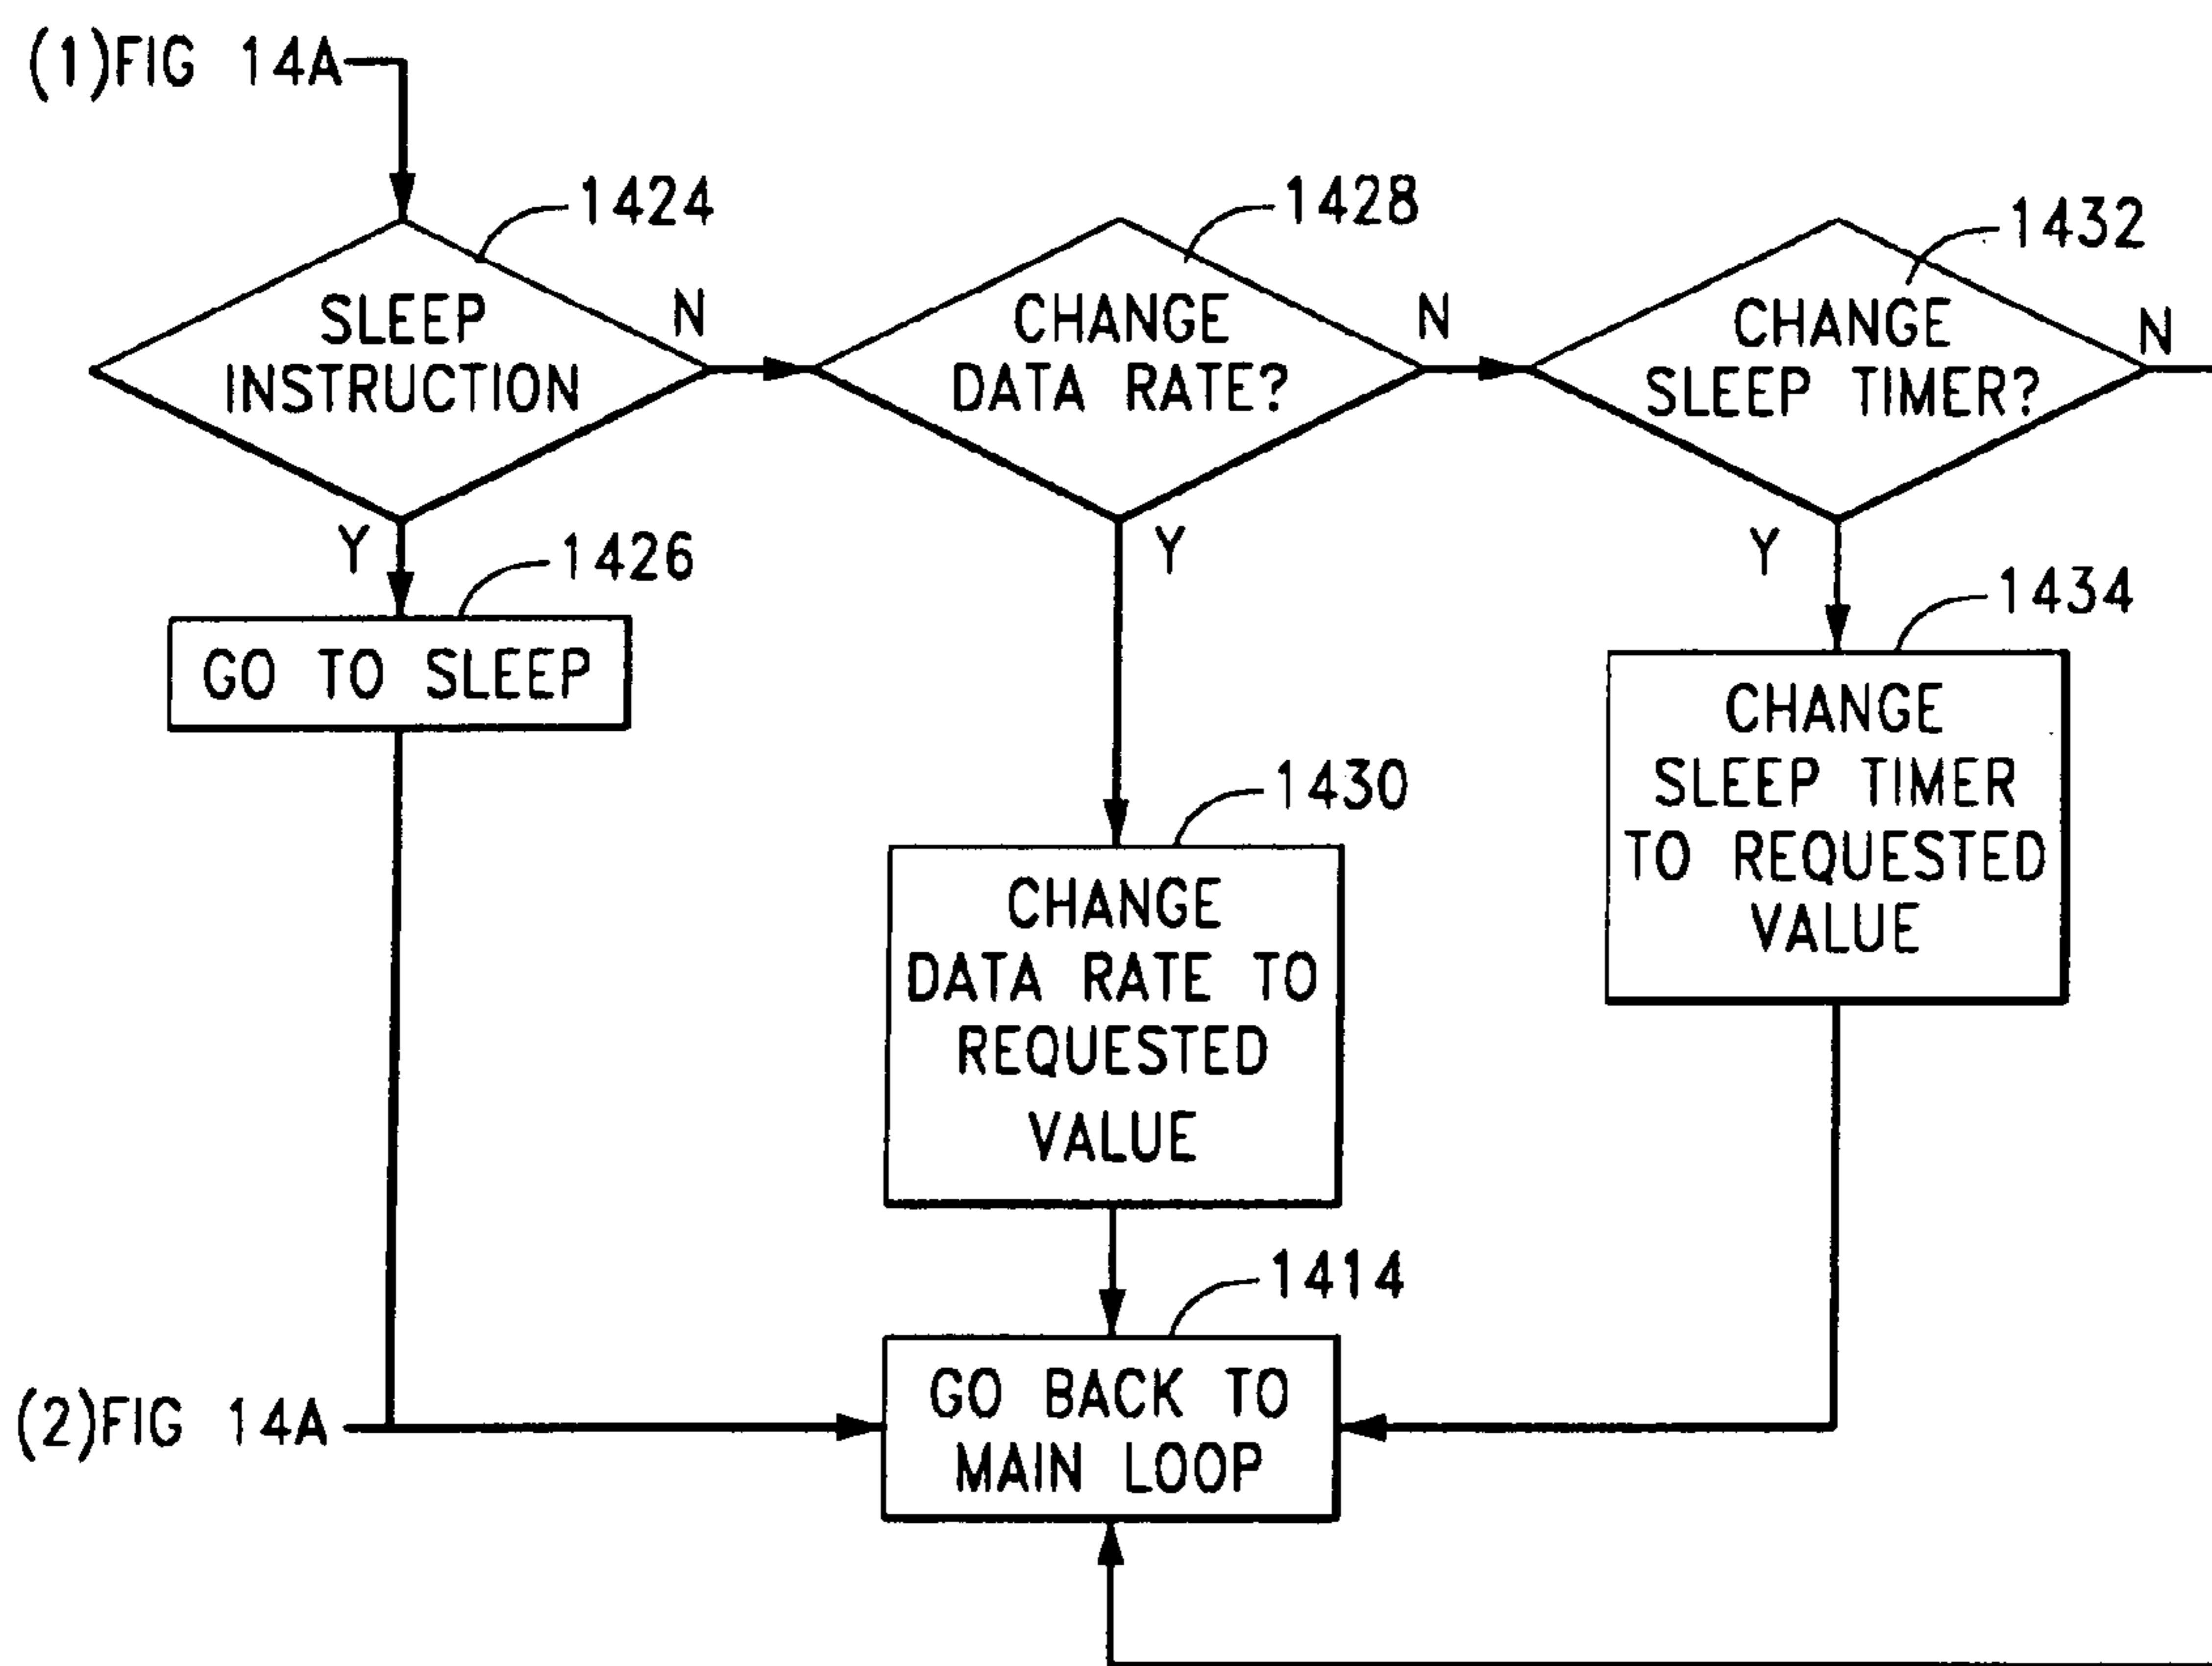 (1)FIG 14A
1424
SLEEP
INSTRUCTION
N
Y
1428
CHANGE
DATA RATE?
N
Y
1432
CHANGE
SLEEP TIMER?
N
Y
1426
GO TO SLEEP
1434
CHANGE
SLEEP TIMER
TO REQUESTED
VALUE
1430
CHANGE
DATA RATE TO
REQUESTED
VALUE
1414
GO BACK TO
MAIN LOOP
(2)FIG 14A